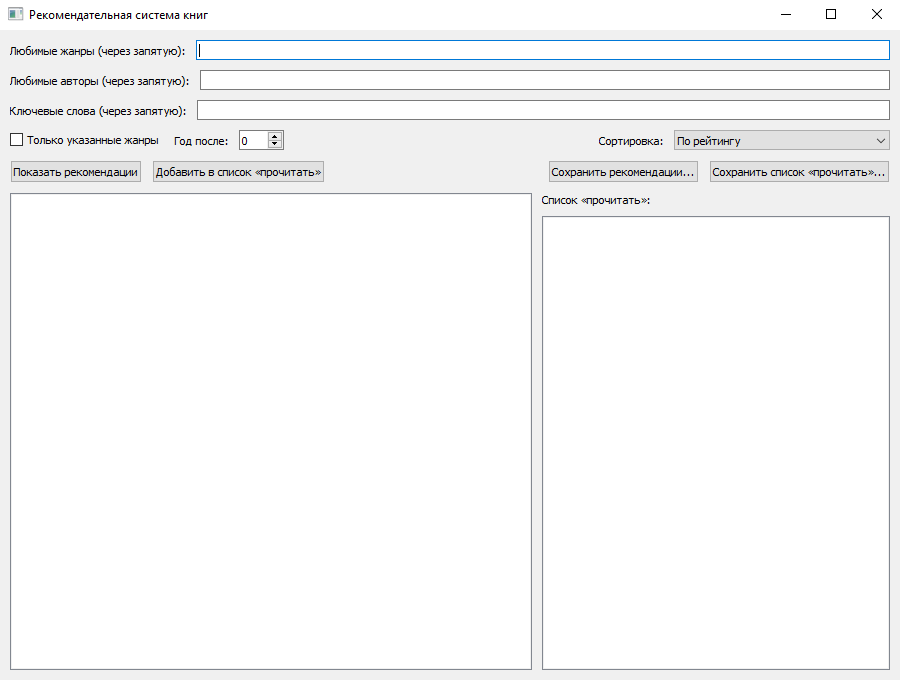 Рекомендательная система книг
Любимые жанры (через запятую):
Любимые авторы (через запятую):
Ключевые слова (через запятую):
Только указанные жанры Год после: 0 Сортировка: По рейтингу
Показать рекомендации Добавить в список «прочитать» Сохранить рекомендации... Сохранить список «прочитать»...
Список «прочитать»: